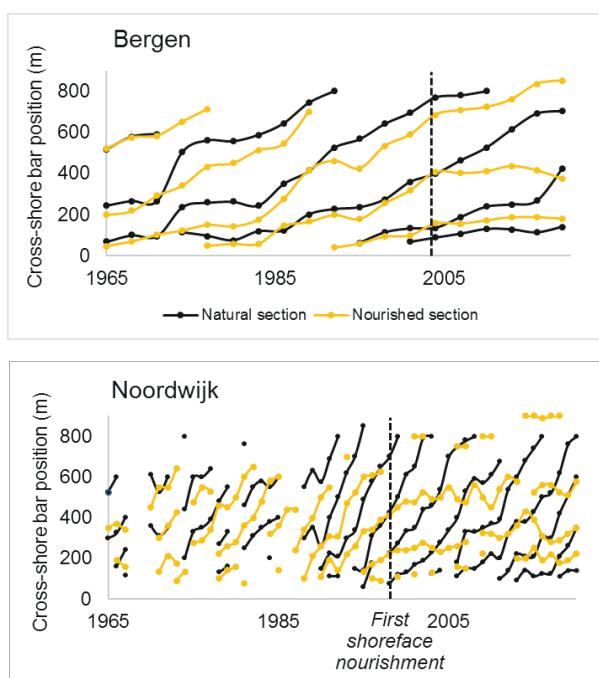 Bergen
Cross-shore bar position (m)
800
600
400
200
0
1965
1985
2005
Natural section
Nourished section
Noordwijk
Cross-shore bar position (m)
800
600
400
200
0
1965
1985
2005
First
shoreface
nourishment